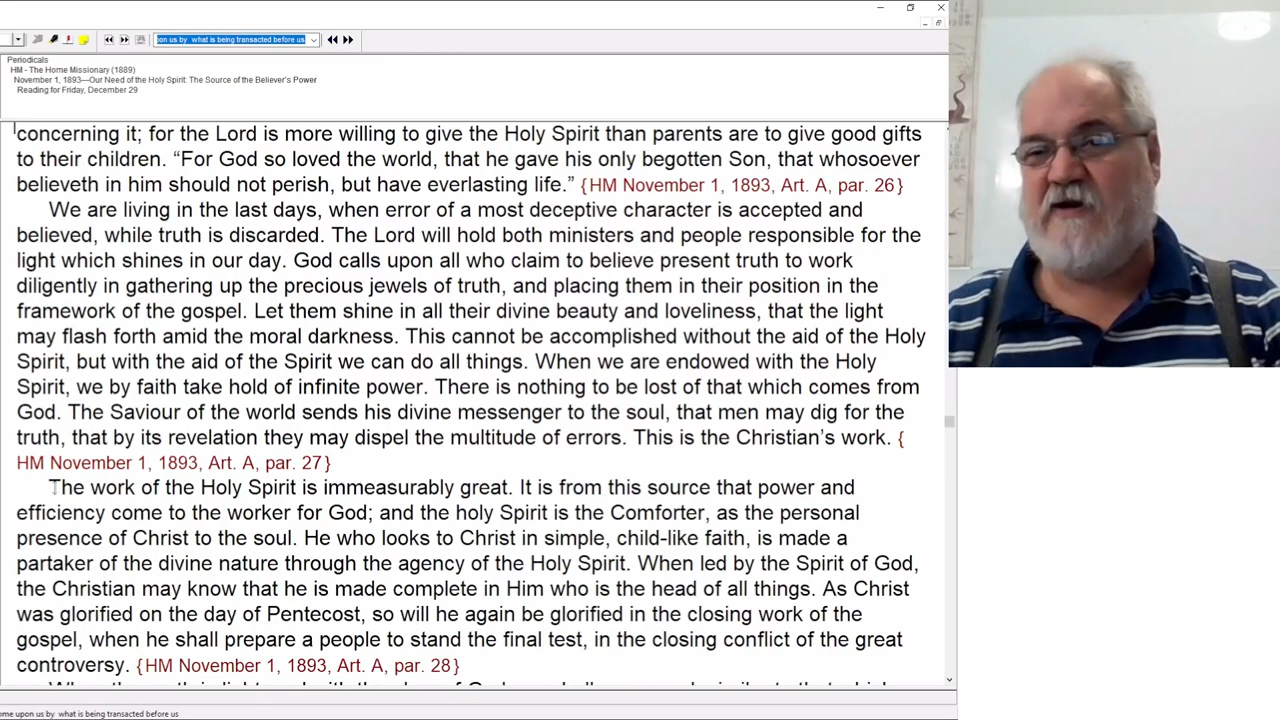 on us by  what is being transacted before us
Periodicals
HM - The Home Missionary (1889)
November 1, 1893—Our Need of the Holy Spirit: The Source of the Believer's Power
Reading for Friday, December 29
concerning it; for the Lord is more willing to give the Holy Spirit than parents are to give good gifts
to their children. “For God so loved the world, that he gave his only begotten Son, that whosoever
believeth in him should not perish, but have everlasting life.” {HM November 1, 1893, Art. A, par. 26}
We are living in the last days, when error of a most deceptive character is accepted and
believed, while truth is discarded. The Lord will hold both ministers and people responsible for the
light which shines in our day. God calls upon all who claim to believe present truth to work
diligently in gathering up the precious jewels of truth, and placing them in their position in the
framework of the gospel. Let them shine in all their divine beauty and loveliness, that the light
may flash forth amid the moral darkness. This cannot be accomplished without the aid of the Holy
Spirit, but with the aid of the Spirit we can do all things. When we are endowed with the Holy
Spirit, we by faith take hold of infinite power. There is nothing to be lost of that which comes from
God. The Saviour of the world sends his divine messenger to the soul, that men may dig for the
truth, that by its revelation they may dispel the multitude of errors. This is the Christian’s work. {
HM November 1, 1893, Art. A, par. 27}
The work of the Holy Spirit is immeasurably great. It is from this source that power and
efficiency come to the worker for God; and the holy Spirit is the Comforter, as the personal
presence of Christ to the soul. He who looks to Christ in simple, child-like faith, is made a
partaker of the divine nature through the agency of the Holy Spirit. When led by the Spirit of God,
the Christian may know that he is made complete in Him who is the head of all things. As Christ
was glorified on the day of Pentecost, so will he again be glorified in the closing work of the
gospel, when he shall prepare a people to stand the final test, in the closing conflict of the great
controversy. {HM November 1, 1893, Art. A, par. 28}
ome upon us by  what is being transacted before us